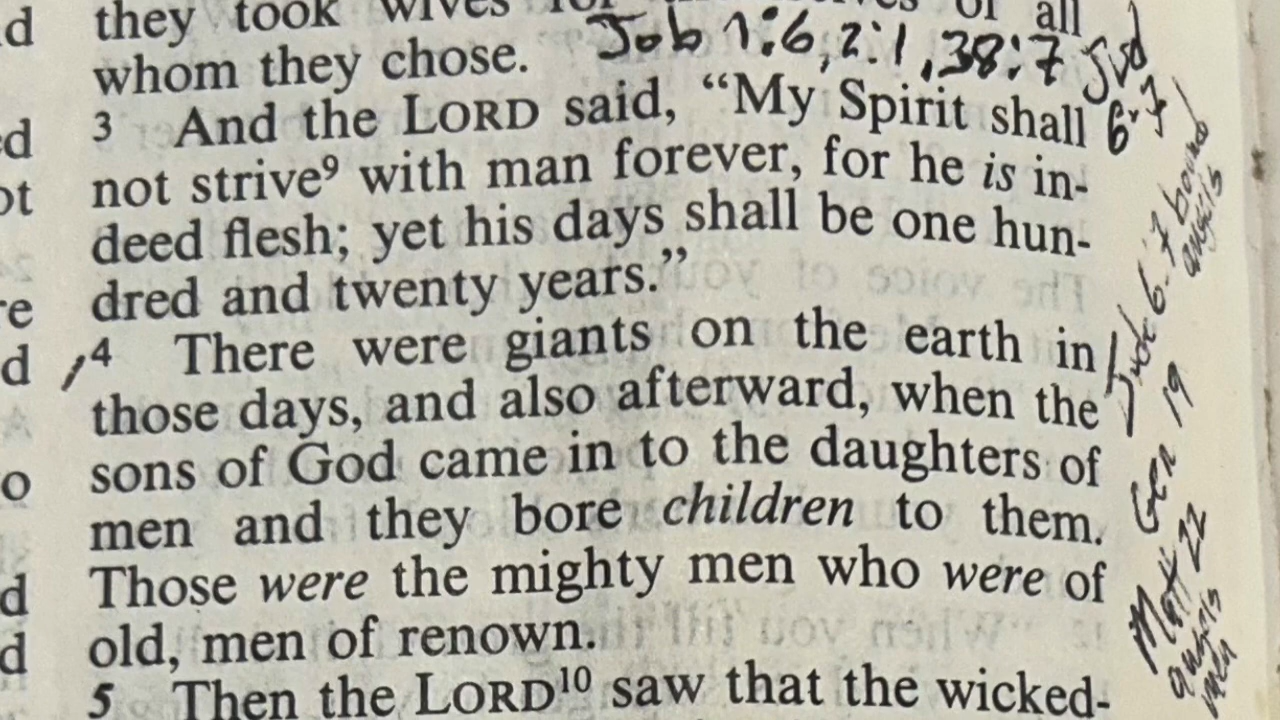 they took wives of all
whom they chose. Job 1:6, 2:1, 38:7 Jud
3 And the LORD said, “My Spirit shall 6-7
not strive⁹ with man forever, for he is in-
deed flesh; yet his days shall be one hun-
dred and twenty years.”
4 There were giants on the earth in
those days, and also afterward, when the
sons of God came in to the daughters of
men and they bore children to them.
Those were the mighty men who were of
old, men of renown.
5 Then the LORD¹⁰ saw that the wicked-
Jude 6-7 bound
angels
Gen 19
Matt 22
angels
men
d
ed
ot
re
d
o
d
d